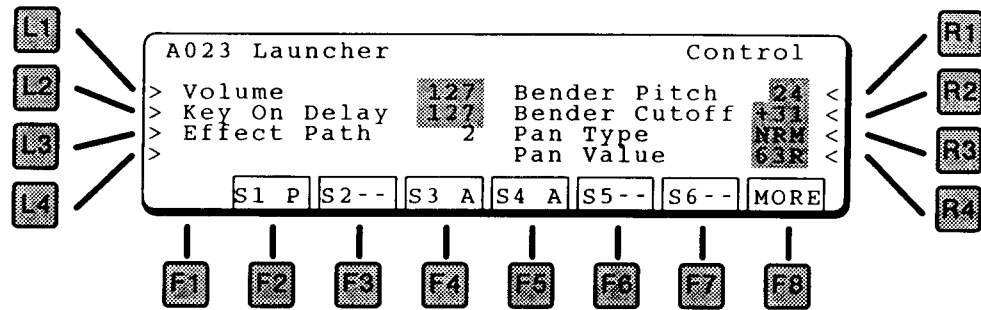 L1
L2
L3
L4
A023 Launcher Control
> Volume 127 Bender Pitch 24 <
> Key On Delay 127 Bender Cutoff +31 <
> Effect Path 2 Pan Type NRM <
> Pan Value 63R <
S1 P S2-- S3 A S4 A S5-- S6-- MORE
R1
R2
R3
R4
F1 F2 F3 F4 F5 F6 F7 F8